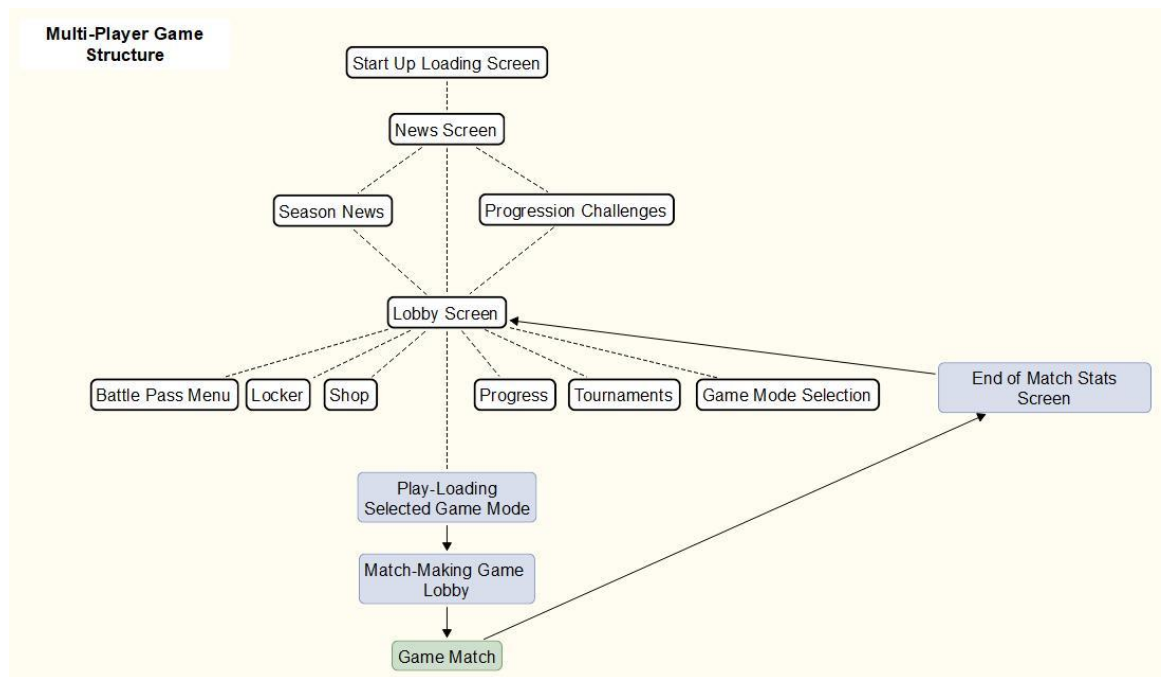 Multi-Player Game
Structure
Start Up Loading Screen
News Screen
Season News
Progression Challenges
Lobby Screen
Battle Pass Menu
Locker
Shop
Progress
Tournaments
Game Mode Selection
End of Match Stats
Screen
Play-Loading
Selected Game Mode
Match-Making Game
Lobby
Game Match